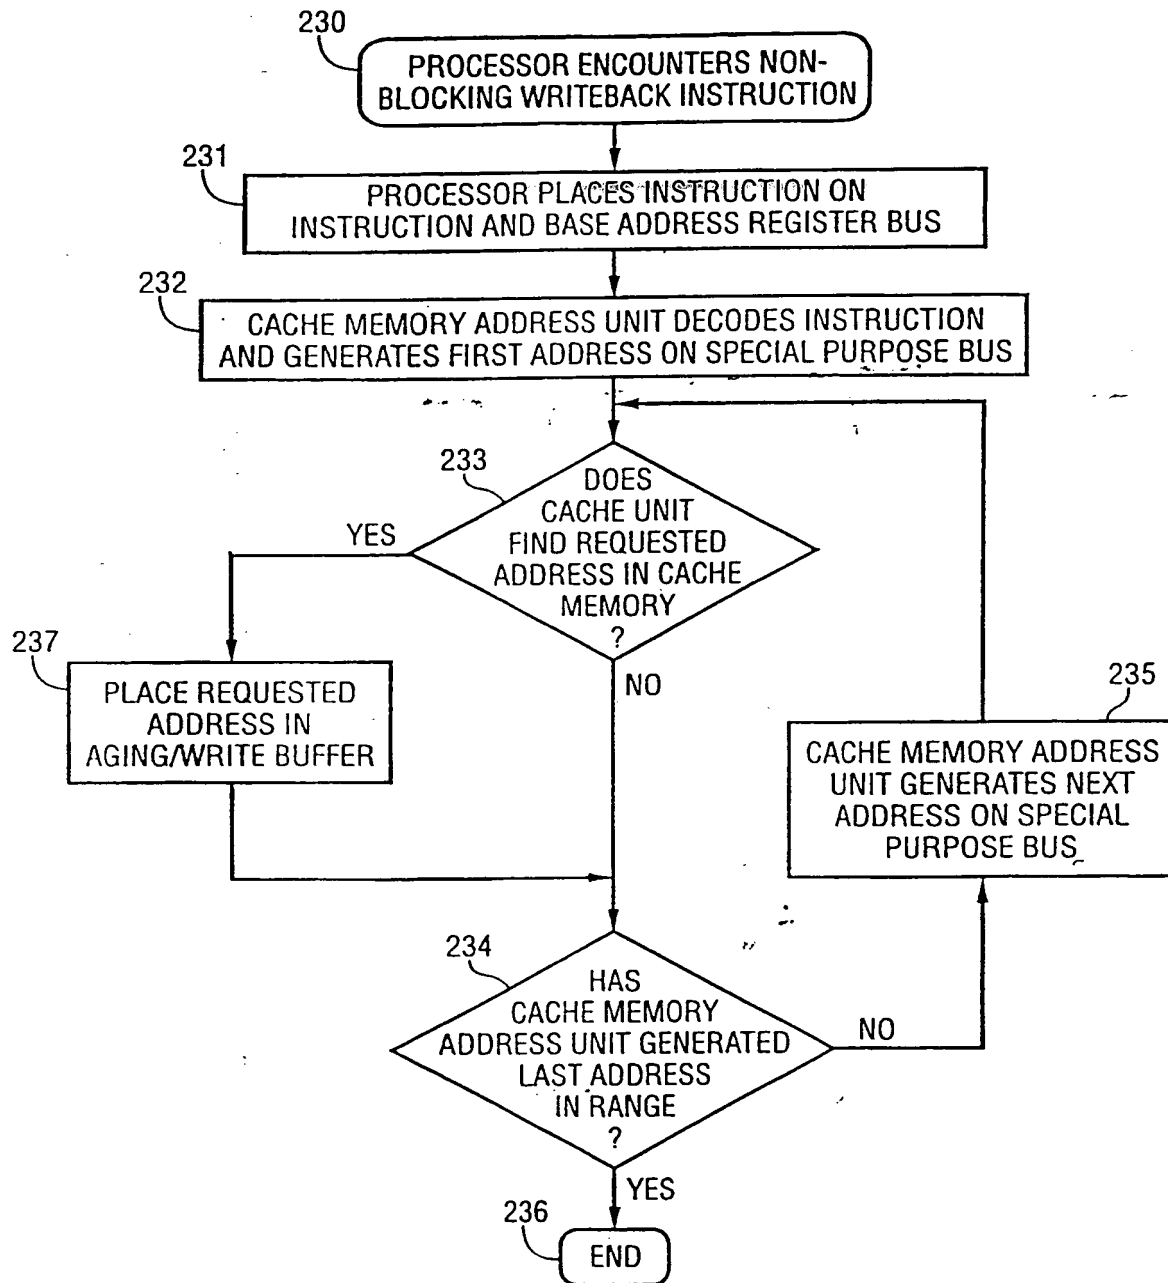 230
PROCESSOR ENCOUNTERS NON-
BLOCKING WRITEBACK INSTRUCTION
231
PROCESSOR PLACES INSTRUCTION ON
INSTRUCTION AND BASE ADDRESS REGISTER BUS
232
CACHE MEMORY ADDRESS UNIT DECODES INSTRUCTION
AND GENERATES FIRST ADDRESS ON SPECIAL PURPOSE BUS
233
DOES
CACHE UNIT
FIND REQUESTED
ADDRESS IN CACHE
MEMORY
?
YES
NO
237
PLACE REQUESTED
ADDRESS IN
AGING/WRITE BUFFER
235
CACHE MEMORY ADDRESS
UNIT GENERATES NEXT
ADDRESS ON SPECIAL
PURPOSE BUS
234
HAS
CACHE MEMORY
ADDRESS UNIT GENERATED
LAST ADDRESS
IN RANGE
?
NO
YES
236
END